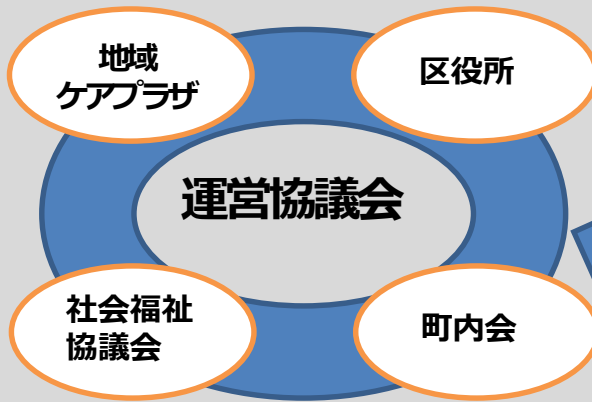 地域
ケアプラザ
区役所
運営協議会
社会福祉
協議会
町内会